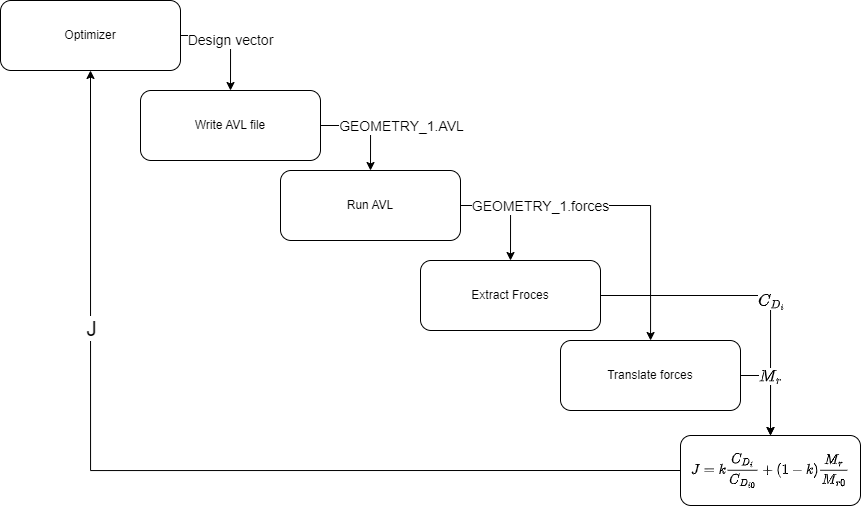 Optimizer
Design vector
Write AVL file
GEOMETRY_1.AVL
Run AVL
GEOMETRY_1.forces
Extract Froces
C_{D_i}
J
Translate forces
M_r
J = k \frac{C_{D_i}}{C_{D_{i0}}} + (1 - k) \frac{M_r}{M_{r0}}